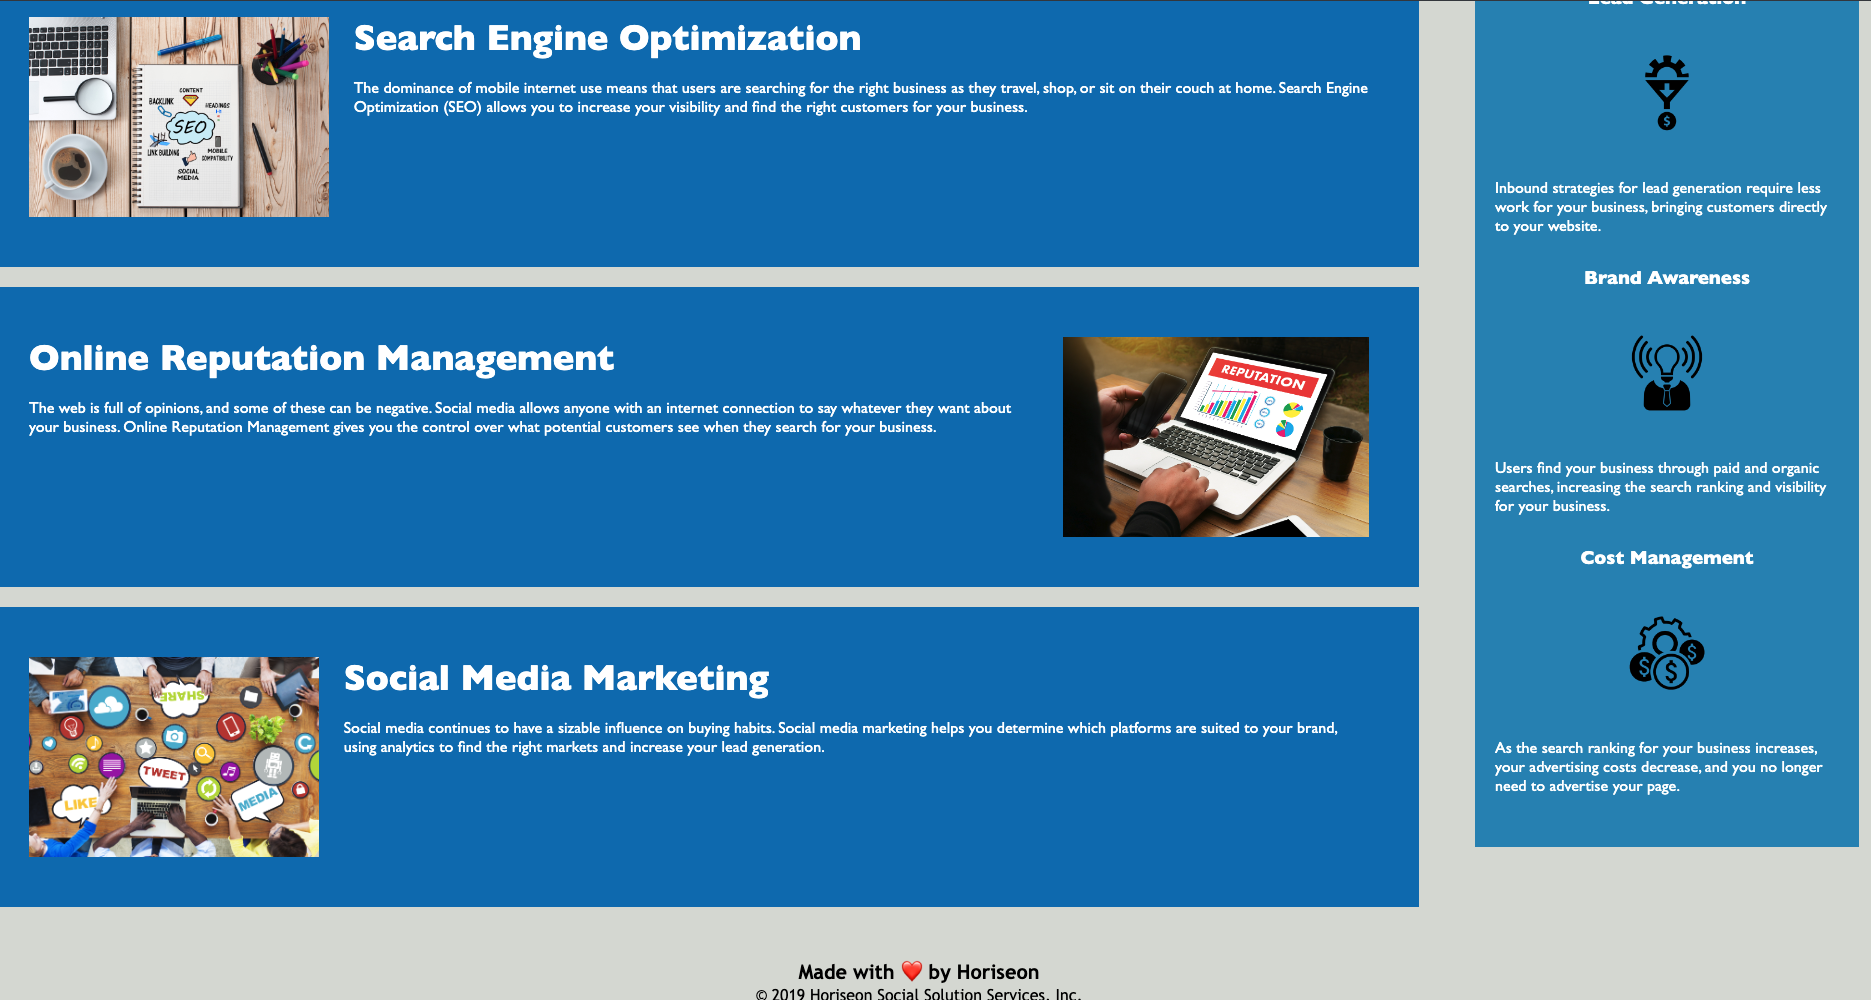 Search Engine Optimization
The dominance of mobile internet use means that users are searching for the right business as they travel, shop, or sit on their couch at home. Search Engine
Optimization (SEO) allows you to increase your visibility and find the right customers for your business.
CONTENT
BACKLINK
HEADINGS
SEO
LINK BUILDING
MOBILE
COMPATIBILITY
SOCIAL
MEDIA
Online Reputation Management
The web is full of opinions, and some of these can be negative. Social media allows anyone with an internet connection to say whatever they want about
your business. Online Reputation Management gives you the control over what potential customers see when they search for your business.
REPUTATION
Social Media Marketing
Social media continues to have a sizable influence on buying habits. Social media marketing helps you determine which platforms are suited to your brand,
using analytics to find the right markets and increase your lead generation.
SHARE
TWEET
LIKE
MEDIA
Lead Generation
$
Inbound strategies for lead generation require less
work for your business, bringing customers directly
to your website.
Brand Awareness
Users find your business through paid and organic
searches, increasing the search ranking and visibility
for your business.
Cost Management
$ $ $
As the search ranking for your business increases,
your advertising costs decrease, and you no longer
need to advertise your page.
Made with ❤️ by Horiseon
© 2019 Horiseon Social Solution Services, Inc.